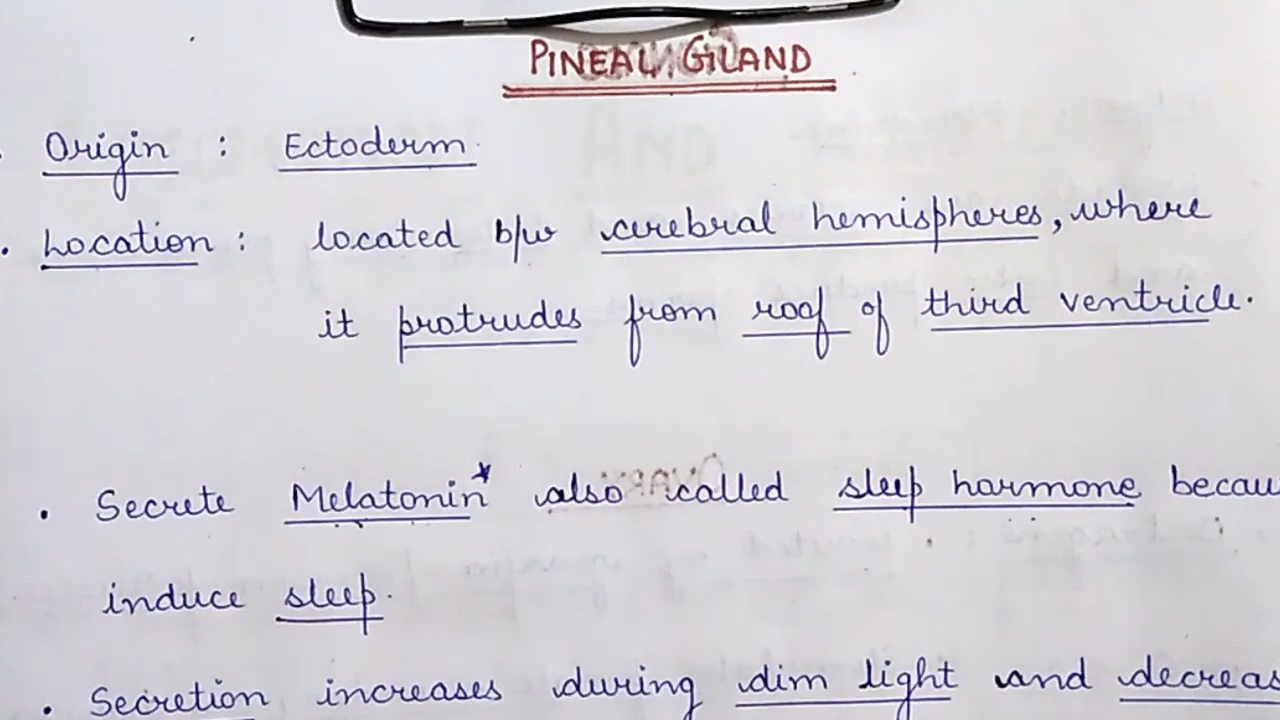 PINEAL GLAND
Origin : Ectoderm.
. Location : Located b/w cerebral hemispheres, where
it protrudes from roof of third ventricle.
. Secrete Melatonin* also called sleep hormone becau
induce sleep.
. Secretion increases during dim light and decreas
OVARY